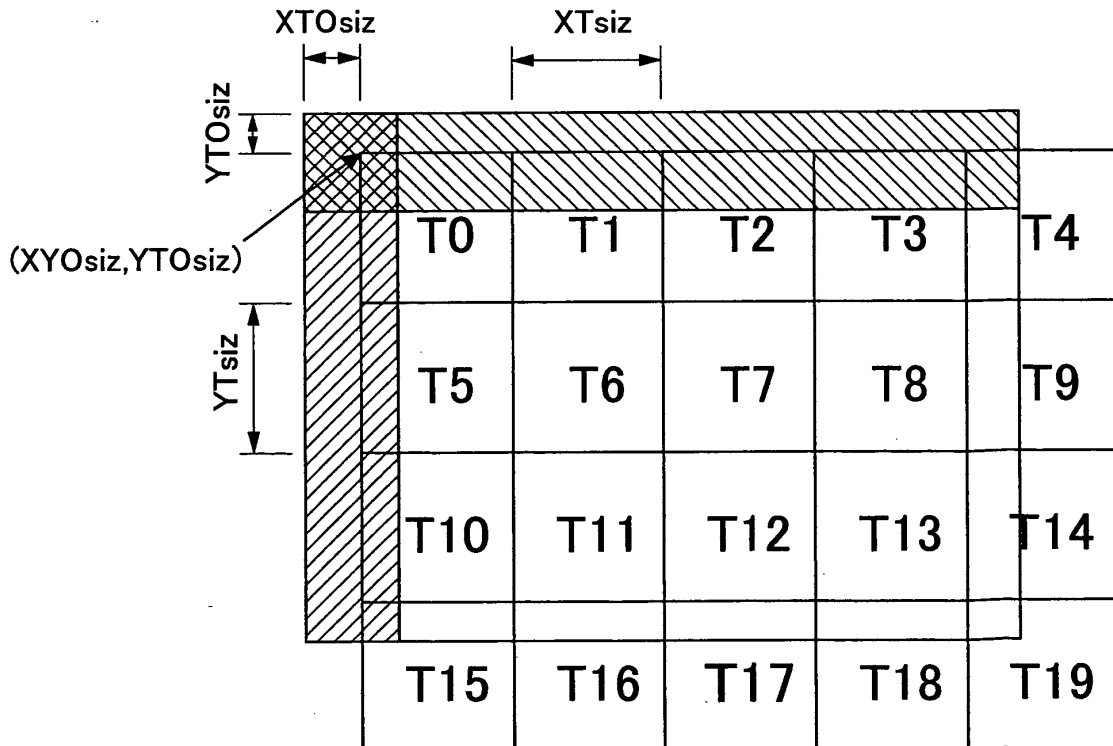 XTOsiz
XTsiz
YTOsiz
(XYOsiz,YTOsiz)
T0 T1 T2 T3 T4
YTsiz
T5 T6 T7 T8 T9
T10 T11 T12 T13 T14
T15 T16 T17 T18 T19